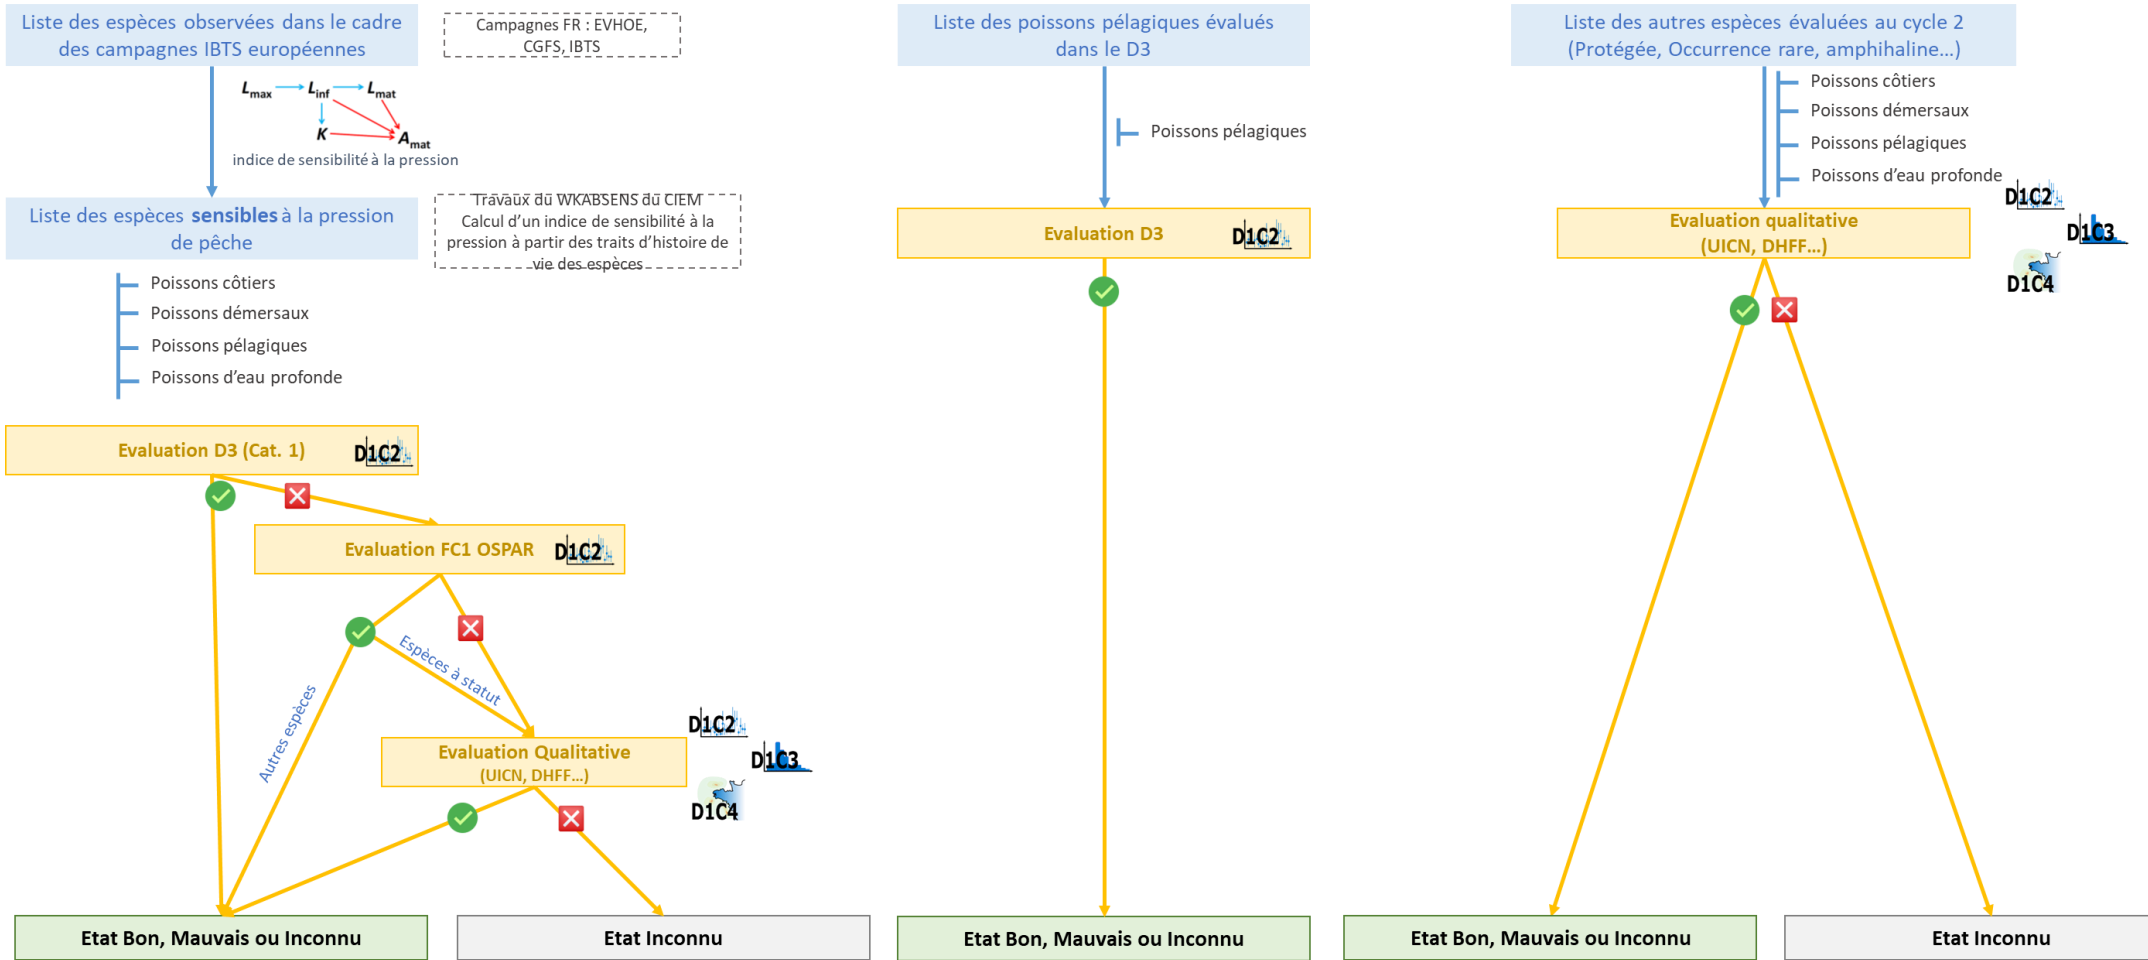 Liste des espèces observées dans le cadre
des campagnes IBTS européennes
Campagnes FR : EVHOE,
CGFS, IBTS
Lmax
Linf
Lmat
K
Amat
indice de sensibilité à la pression
Liste des espèces sensibles à la pression
de pêche
Travaux du WKABSENS du CIEM
Calcul d'un indice de sensibilité à la
pression à partir des traits d'histoire de
vie des espèces
Poissons côtiers
Poissons démersaux
Poissons pélagiques
Poissons d'eau profonde
Evaluation D3 (Cat. 1)
D1C2
Evaluation FC1 OSPAR
D1C2
Espèces à statut
Autres espèces
Evaluation Qualitative
(UICN, DHFF...)
D1C2
D1C3
D1C4
Etat Bon, Mauvais ou Inconnu
Etat Inconnu
Liste des poissons pélagiques évalués
dans le D3
Poissons pélagiques
Evaluation D3
D1C2
Etat Bon, Mauvais ou Inconnu
Liste des autres espèces évaluées au cycle 2
(Protégée, Occurrence rare, amphihaline...)
Poissons côtiers
Poissons démersaux
Poissons pélagiques
Poissons d'eau profonde
Evaluation qualitative
(UICN, DHFF...)
D1C2
D1C3
D1C4
Etat Bon, Mauvais ou Inconnu
Etat Inconnu